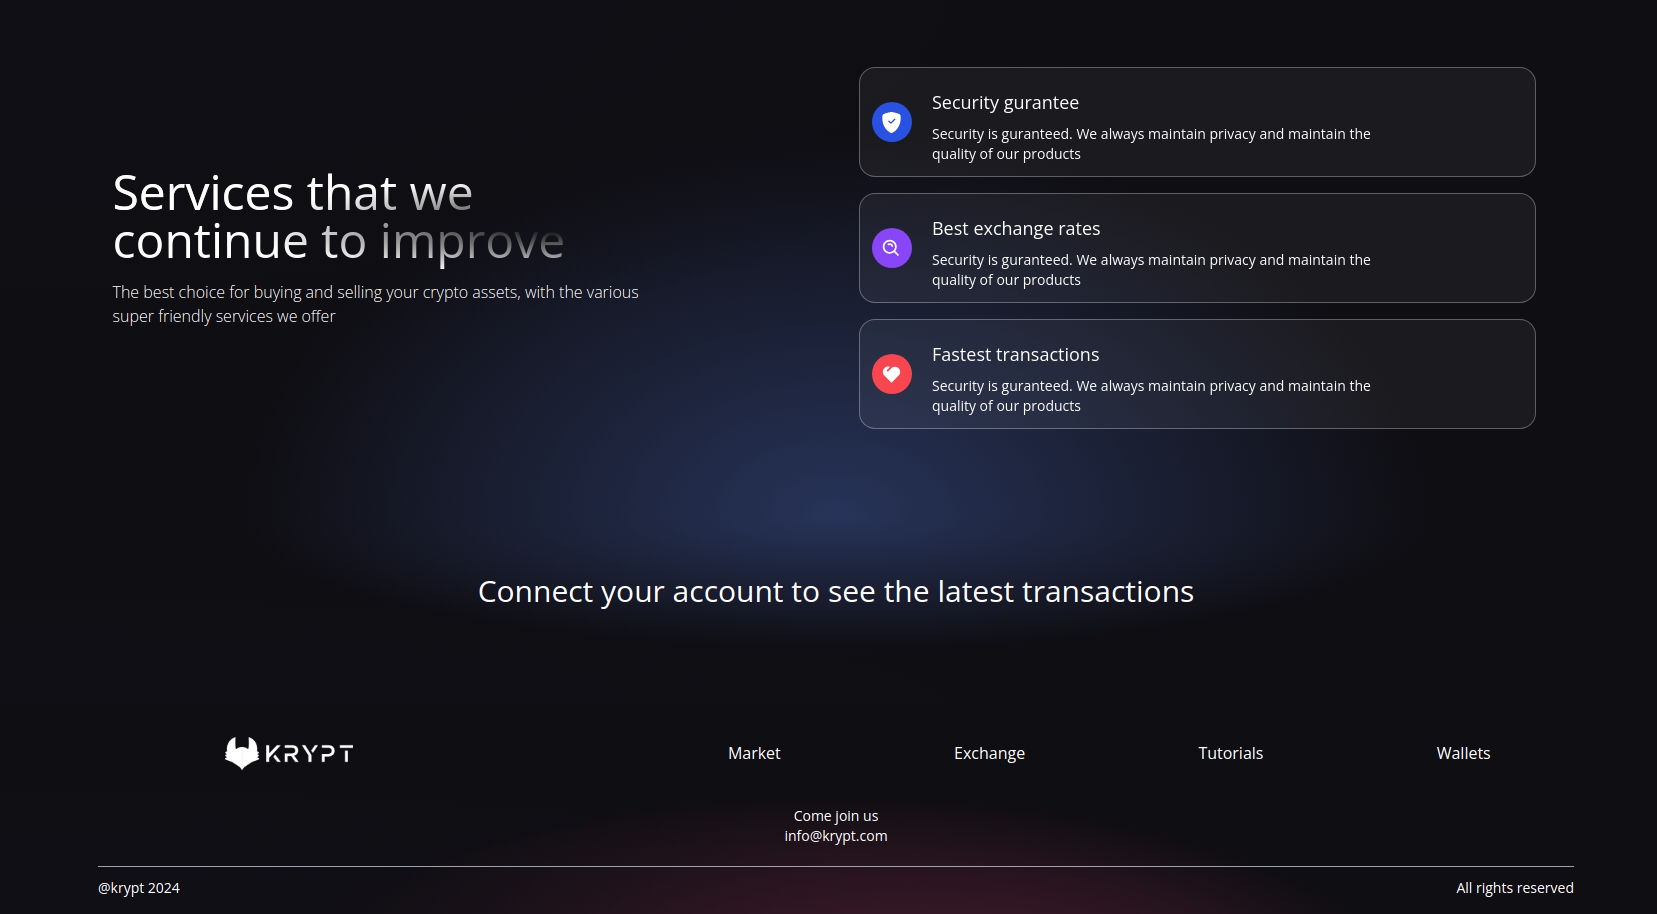 Services that we
continue to improve
The best choice for buying and selling your crypto assets, with the various
super friendly services we offer
Security gurantee
Security is guranteed. We always maintain privacy and maintain the
quality of our products
Best exchange rates
Security is guranteed. We always maintain privacy and maintain the
quality of our products
Fastest transactions
Security is guranteed. We always maintain privacy and maintain the
quality of our products
Connect your account to see the latest transactions
KRYPT
Market
Exchange
Tutorials
Wallets
Come join us
info@krypt.com
@krypt 2024
All rights reserved